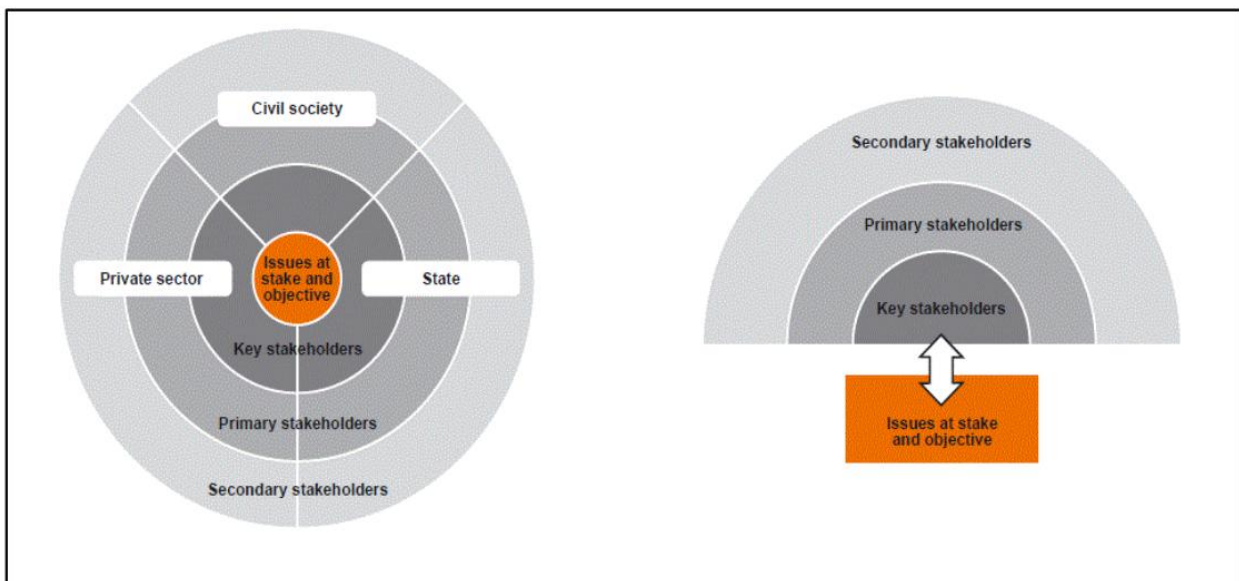 Civil society
Private sector
Issues at
stake and
objective
State
Key stakeholders
Primary stakeholders
Secondary stakeholders
Secondary stakeholders
Primary stakeholders
Key stakeholders
Issues at stake
and objective